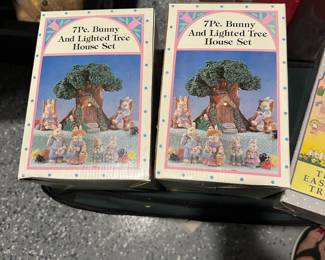 7Pc. Bunny
And Lighted Tree
House Set
7Pc. Bunny
And Lighted Tree
House Set